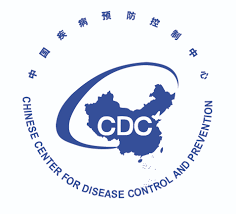 中国疾病预防控制中心
CDC
CHINESE CENTER FOR DISEASE CONTROL AND PREVENTION